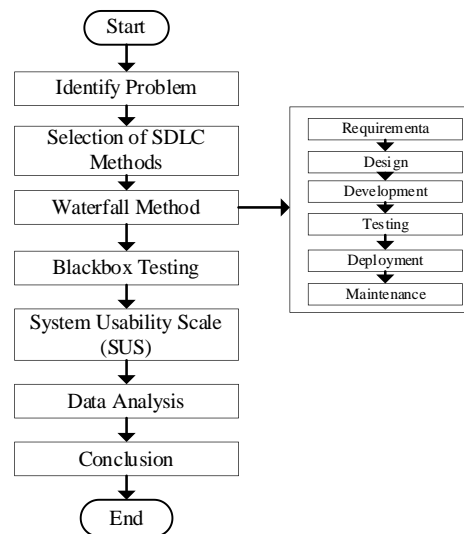 Start
Identify Problem
Selection of SDLC
Methods
Waterfall Method
Blackbox Testing
System Usability Scale
(SUS)
Data Analysis
Conclusion
End
Requirementa
Design
Development
Testing
Deployment
Maintenance